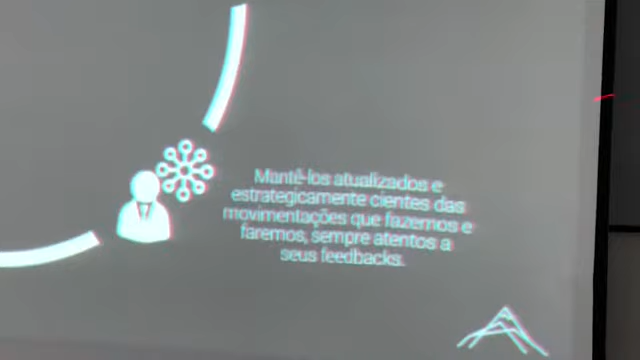 Mantê-los atualizados e
estrategicamente cientes das
movimentações que fazemos e
faremos, sempre atentos a
seus feedbacks.